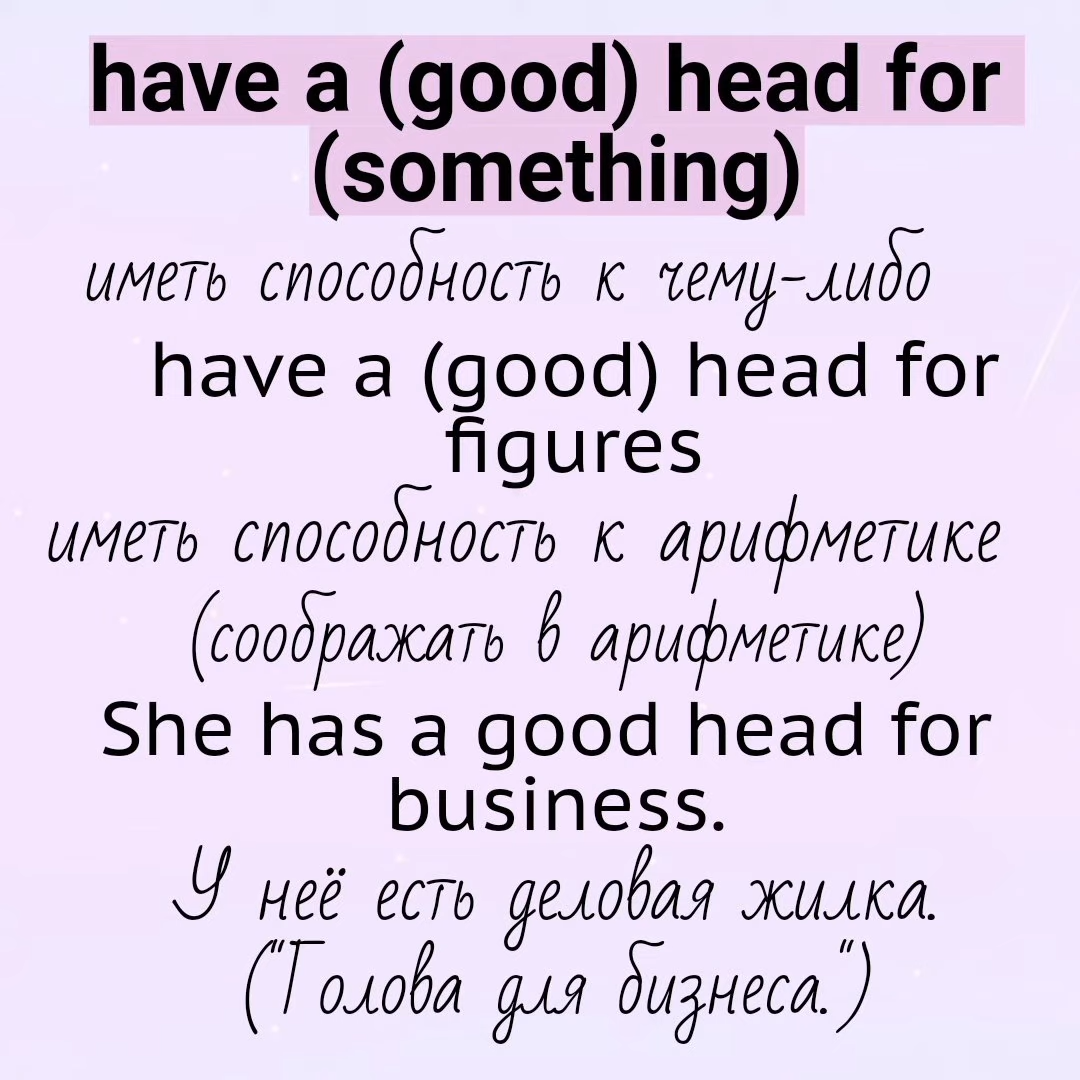 have a (good) head for
(something)
иметь способность к чему-либо
have a (good) head for
figures
иметь способность к арифметике
(соображать в арифметике)
She has a good head for
business.
У неё есть деловая жилка.
("Голова для бизнеса.")